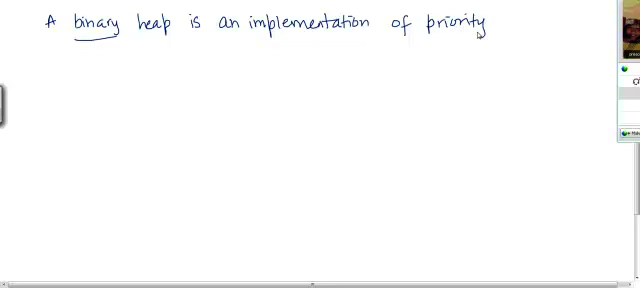 A binary heap is an implementation of priority